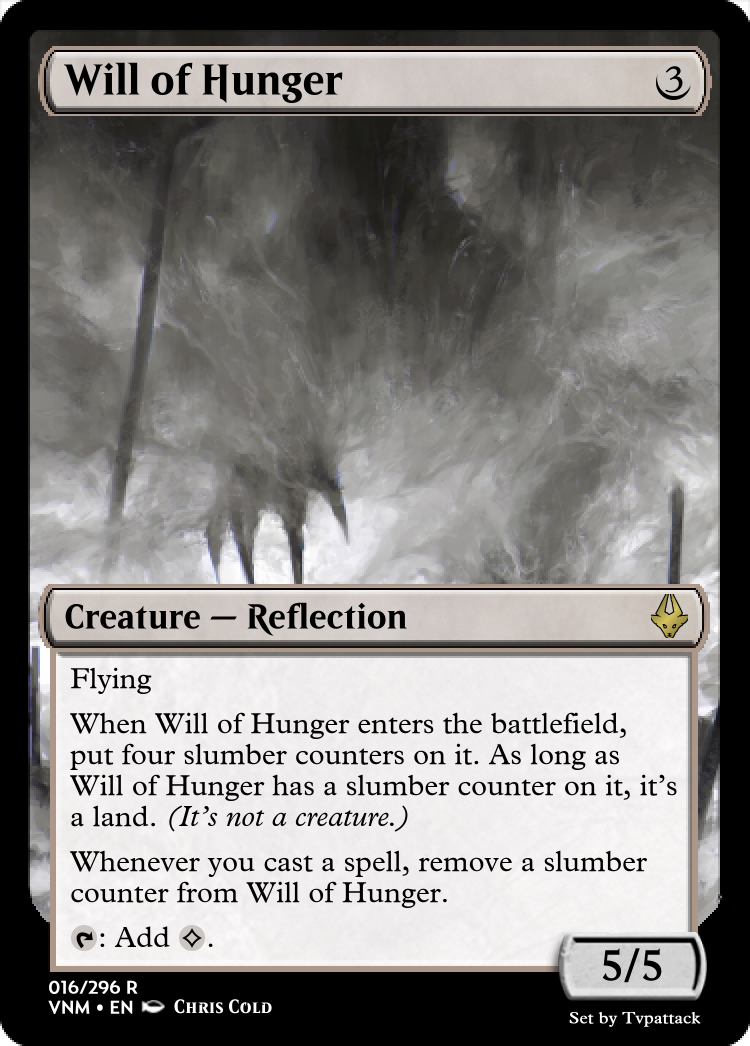 Will of Hunger 3
Creature — Reflection
Flying
When Will of Hunger enters the battlefield,
put four slumber counters on it. As long as
Will of Hunger has a slumber counter on it, it's
a land. (It's not a creature.)
Whenever you cast a spell, remove a slumber
counter from Will of Hunger.
: Add .
5/5
016/296 R
VNM • EN Chris Cold
Set by Tvpattack